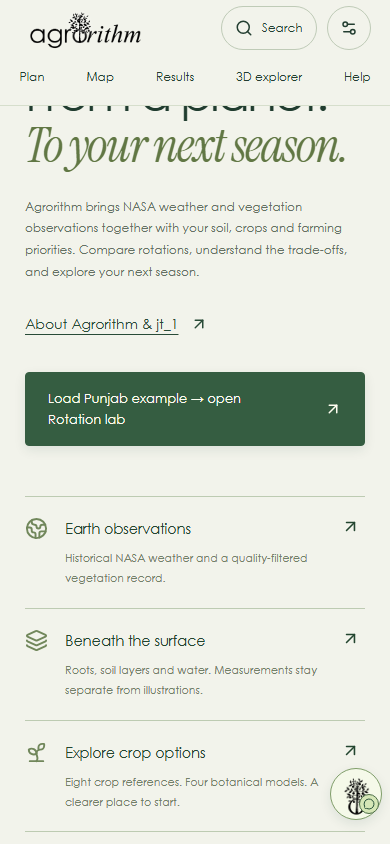 agrorithm
Search
Plan
Map
Results
3D explorer
Help
from a planet.
To your next season.
Agrorithm brings NASA weather and vegetation
observations together with your soil, crops and farming
priorities. Compare rotations, understand the trade-offs,
and explore your next season.
About Agrorithm & jt_1
Load Punjab example → open
Rotation lab
Earth observations
Historical NASA weather and a quality-filtered
vegetation record.
Beneath the surface
Roots, soil layers and water. Measurements stay
separate from illustrations.
Explore crop options
Eight crop references. Four botanical models. A
clearer place to start.